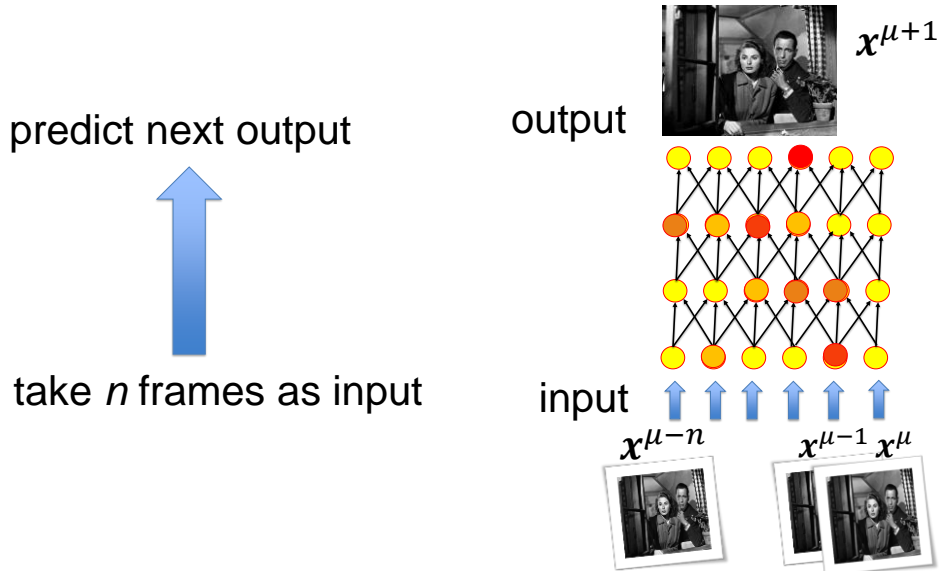 predict next output
take n frames as input
output
x^{μ+1}
input
x^{μ−n}
x^{μ−1} x^{μ}